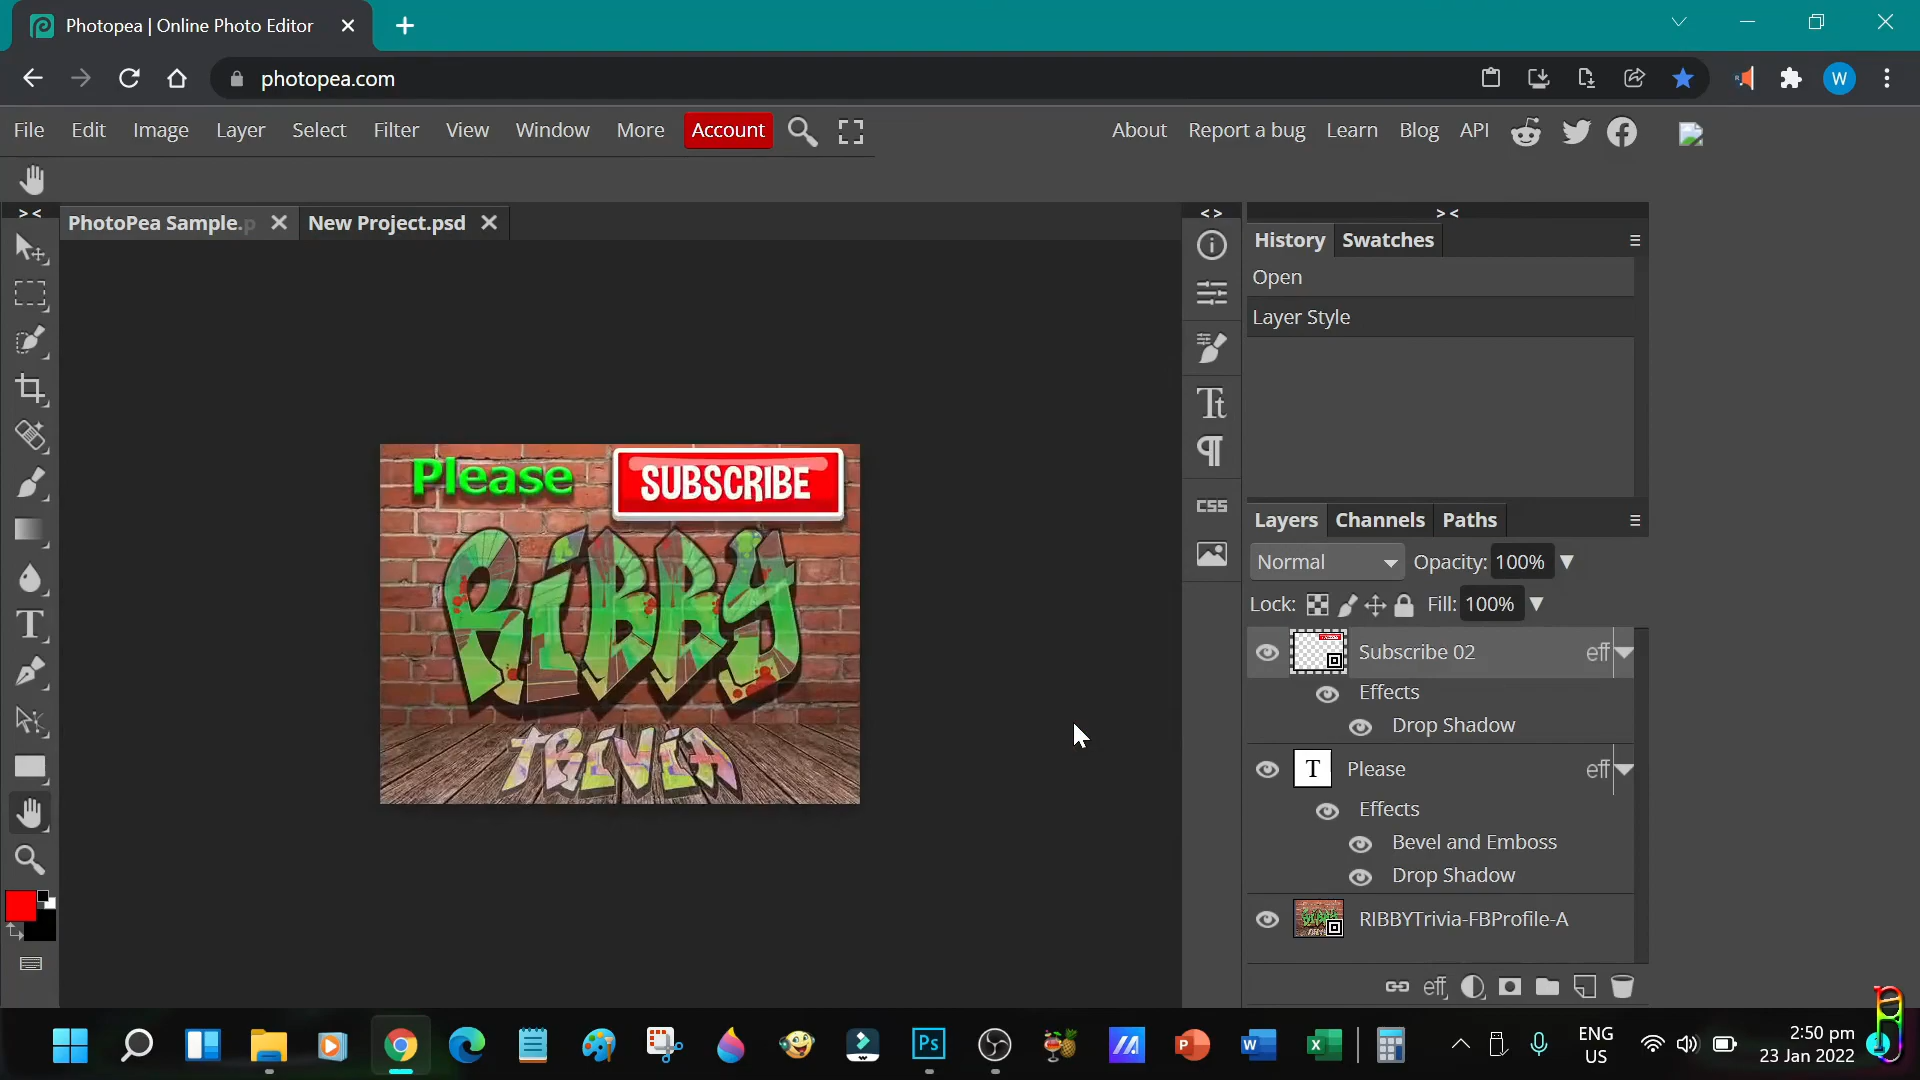 Photopea | Online Photo Editor
photopea.com
File Edit Image Layer Select Filter View Window More Account
About Report a bug Learn Blog API
PhotoPea Sample.p New Project.psd
Please SUBSCRIBE
RIBBY
TRIVIA
CSS
History Swatches
Open
Layer Style
Layers Channels Paths
Normal Opacity: 100%
Lock: Fill: 100%
Subscribe 02 eff
Effects
Drop Shadow
T Please eff
Effects
Bevel and Emboss
Drop Shadow
RIBBYTrivia-FBProfile-A
eff
W
Ps
P
W
X
ENG
US
2:50 pm
23 Jan 2022